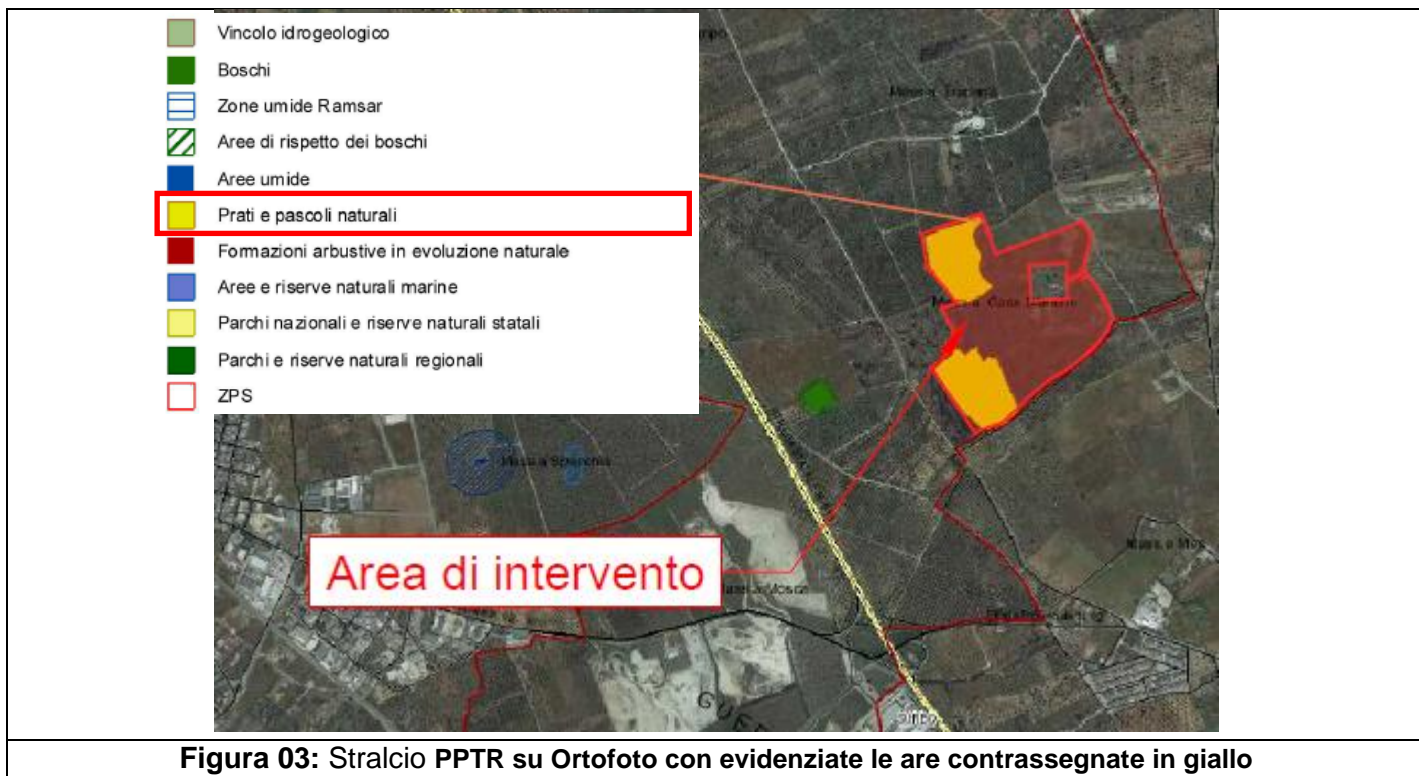 Vincolo idrogeologico
Boschi
Zone umide Ramsar
Aree di rispetto dei boschi
Aree umide
Prati e pascoli naturali
Formazioni arbustive in evoluzione naturale
Aree e riserve naturali marine
Parchi nazionali e riserve naturali statali
Parchi e riserve naturali regionali
ZPS
Area di intervento
Figura 03: Stralcio PPTR su Ortofoto con evidenziate le are contrassegnate in giallo